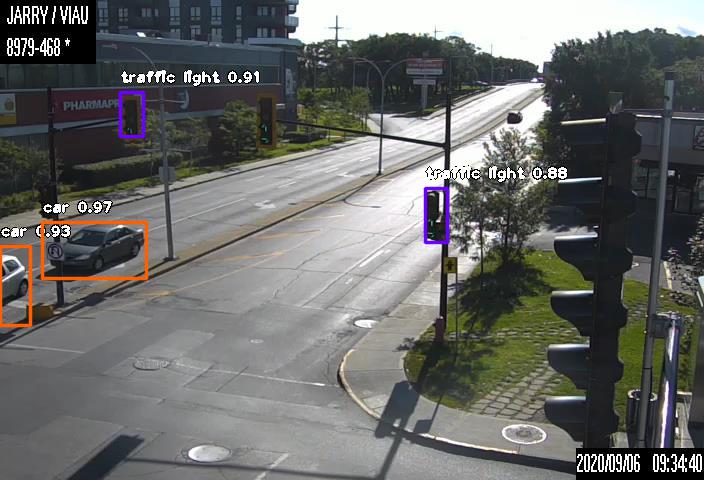 JARRY / VIAU
8979-468 *
traffic light 0.91
PHARMAPR
traffic light 0.88
car 0.97
car 0.93
2020/09/06 09:34:40